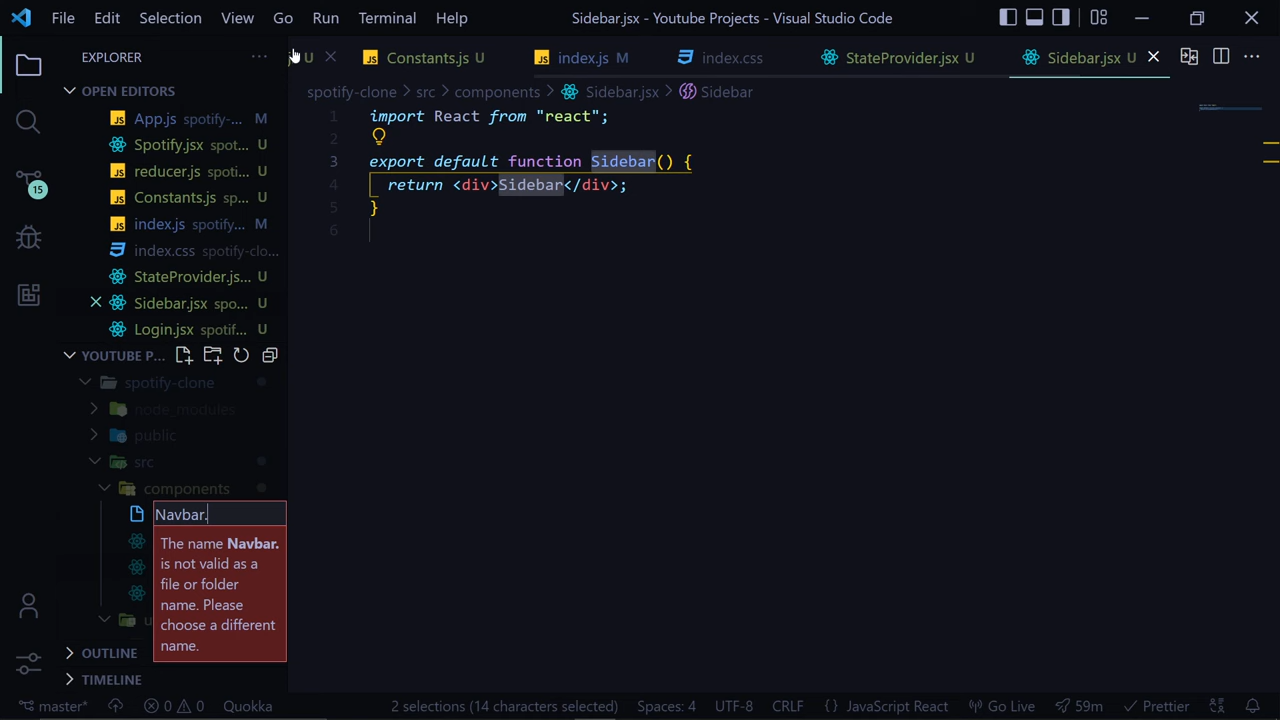 File Edit Selection View Go Run Terminal Help
Sidebar.jsx - Youtube Projects - Visual Studio Code
EXPLORER
U
Constants.js U
index.js M
index.css
StateProvider.jsx U
Sidebar.jsx U
OPEN EDITORS
spotify-clone > src > components > Sidebar.jsx > Sidebar
App.js spotify-... M
Spotify.jsx spot... U
reducer.js spoti... U
Constants.js sp... U
index.js spotify... M
index.css spotify-clo...
StateProvider.js... U
Sidebar.jsx spo... U
Login.jsx spotif... U
1 import React from "react";
2
3 export default function Sidebar() {
4 return <div>Sidebar</div>;
5 }
6
15
YOUTUBE P...
spotify-clone
node_modules
public
src
components
Navbar.
The name Navbar.
is not valid as a
file or folder
name. Please
choose a different
name.
u
OUTLINE
TIMELINE
master* 0 0 Quokka 2 selections (14 characters selected) Spaces: 4 UTF-8 CRLF {} JavaScript React Go Live 59m Prettier